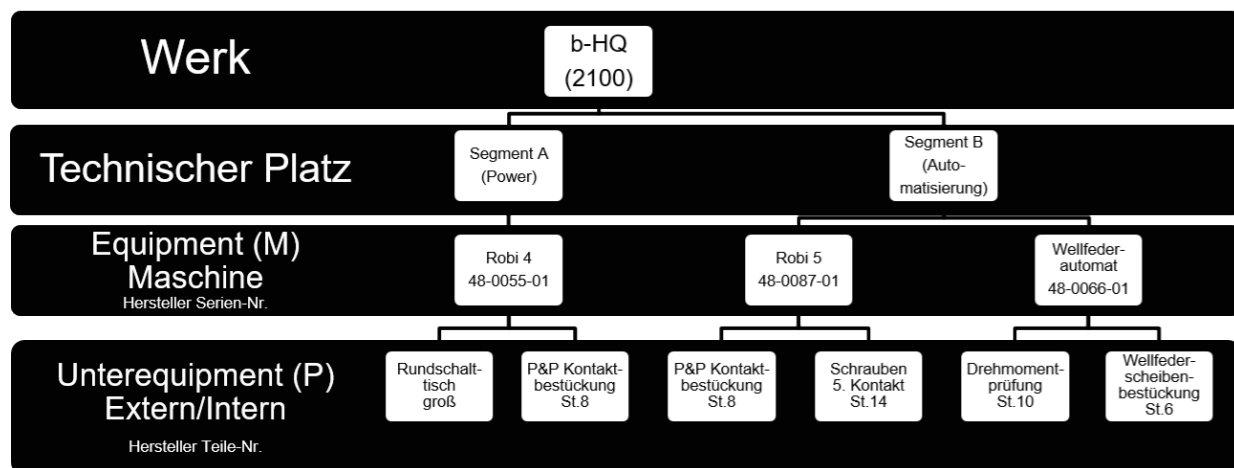 Werk
b-HQ
(2100)
Technischer Platz
Segment A
(Power)
Segment B
(Auto-
matisierung)
Equipment (M)
Maschine
Hersteller Serien-Nr.
Robi 4
48-0055-01
Robi 5
48-0087-01
Wellfeder-
automat
48-0066-01
Unterequipment (P)
Extern/Intern
Hersteller Teile-Nr.
Rundschalt-
tisch
groß
P&P Kontakt-
bestückung
St.8
P&P Kontakt-
bestückung
St.8
Schrauben
5. Kontakt
St.14
Drehmoment-
prüfung
St.10
Wellfeder-
scheiben-
bestückung
St.6